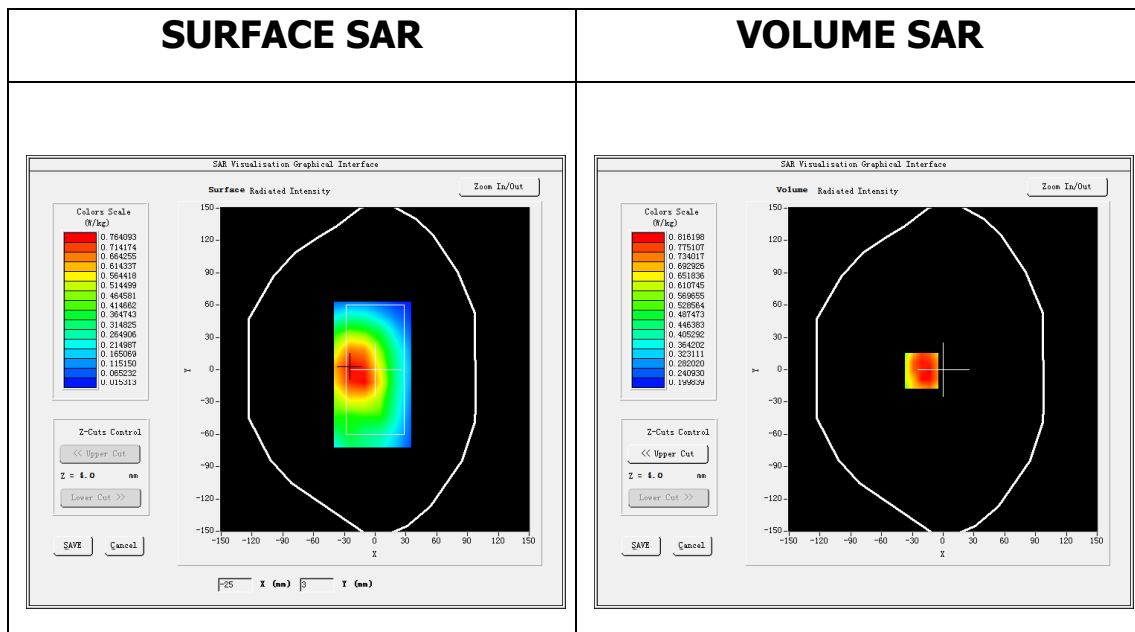 SURFACE SAR
VOLUME SAR
SAR Visualisation Graphical Interface
Surface Radiated Intensity
Zoom In/Out
Colors Scale
(W/kg)
0.764093
0.714174
0.664255
0.614337
0.564418
0.514499
0.464581
0.414662
0.364743
0.314825
0.264906
0.214987
0.165069
0.115150
0.065232
0.015313
Z-Cuts Control
<< Upper Cut
Z = 4.0 mm
Lower Cut >>
SAVE Cancel
Y
150
120
90
60
30
0
-30
-60
-90
-120
-150
-150 -120 -90 -60 -30 0 30 60 90 120 150
X
-25 X (mm) 3 Y (mm)
SAR Visualisation Graphical Interface
Volume Radiated Intensity
Zoom In/Out
Colors Scale
(W/kg)
0.816198
0.775107
0.734017
0.692926
0.651836
0.610745
0.569655
0.528564
0.487473
0.446383
0.405292
0.364202
0.323111
0.282020
0.240930
0.199839
Z-Cuts Control
<< Upper Cut
Z = 4.0 mm
Lower Cut >>
SAVE Cancel
Y
150
120
90
60
30
0
-30
-60
-90
-120
-150
-150 -120 -90 -60 -30 0 30 60 90 120 150
X